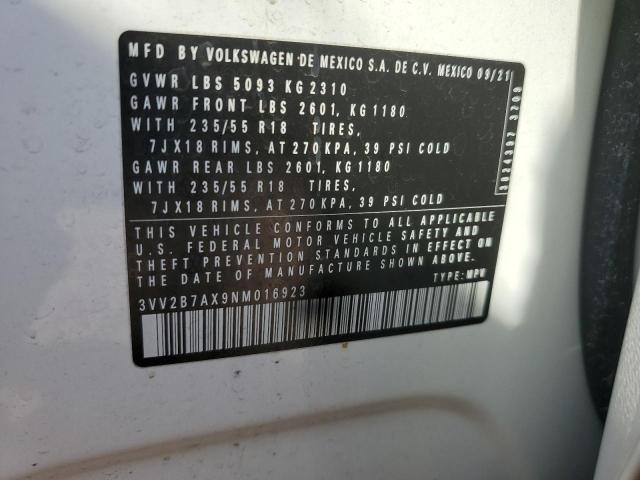 MFD BY VOLKSWAGEN DE MEXICO S.A. DE C.V. MEXICO 09/21
GVWR LBS 5093 KG 2310
GAWR FRONT LBS 2601, KG 1180
WITH 235/55 R18 TIRES,
7JX18 RIMS, AT 270 KPA, 39 PSI COLD
GAWR REAR LBS 2601, KG 1180
WITH 235/55 R18 TIRES,
7JX18 RIMS, AT 270 KPA, 39 PSI COLD
THIS VEHICLE CONFORMS TO ALL APPLICABLE
U.S. FEDERAL MOTOR VEHICLE SAFETY AND
THEFT PREVENTION STANDARDS IN EFFECT ON
THE DATE OF MANUFACTURE SHOWN ABOVE.
3VV2B7AX9NM016923 TYPE: MPV
3024397 3209